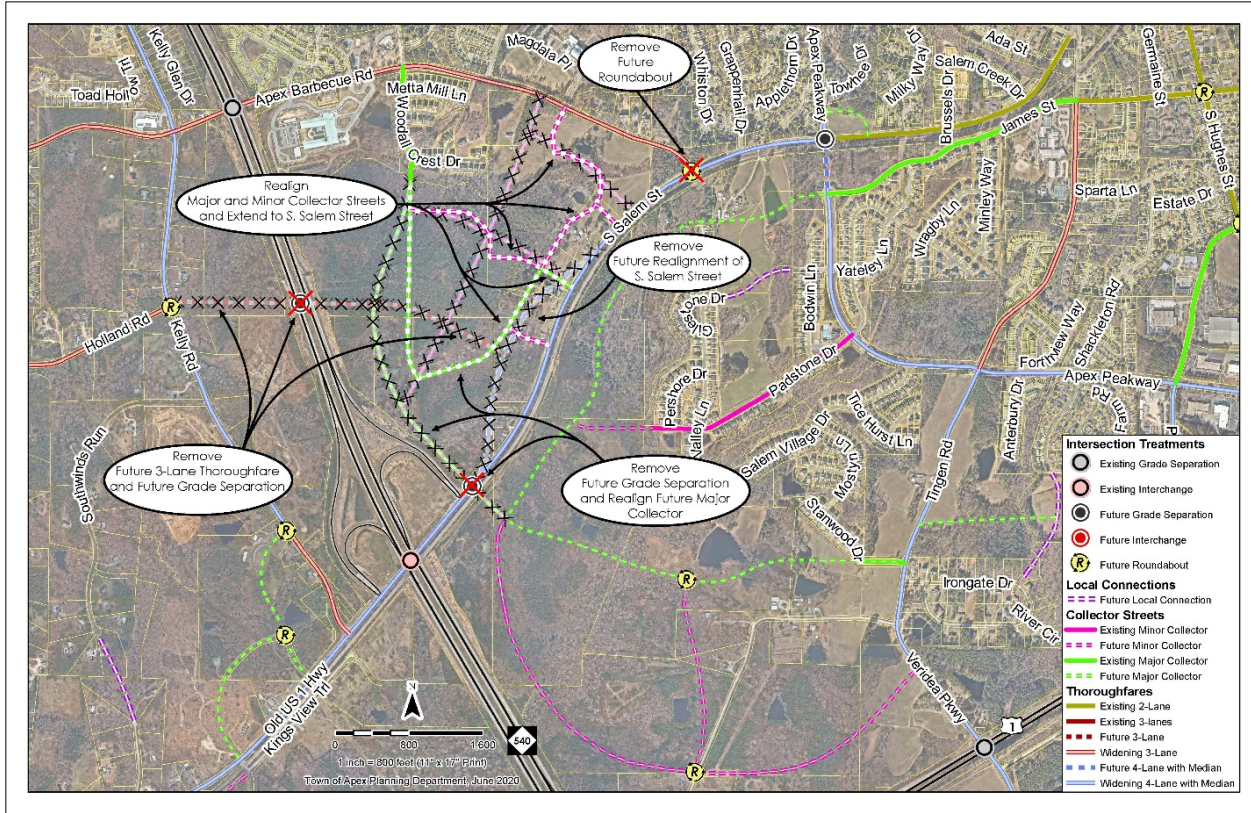 Toad Holl
ow Trl
Kelly Glen Dr
Apex Barbecue Rd
Metta Mill Ln
Woodall
Crest Dr
Magdala Pl
Remove
Future
Roundabout
Whiston Dr
Grappenhall Dr
Applethorn Dr
Apex Peakway
Towhee Dr
Milky Way
Brussels Dr
Salem Creek Dr
Ada St
James St
Germaine St
S Hughes St
Sparta Ln
Estate Dr
Minley Way
Wragby Ln
Yateley Ln
Bodwin Ln
S Salem St
Realign
Major and Minor Collector Streets
and Extend to S. Salem Street
Remove
Future Realignment of
S. Salem Street
Gilestone Dr
Holland Rd
Kelly Rd
Padstone Dr
Pershore Dr
Nalley Ln
Salem Village Dr
Tice Hurst Ln
Mostyn Ln
Forthview Way
Shackleton Rd
Apex Peakway
Farm Rd
P
Anterbury Dr
Tingen Rd
Remove
Future 3-Lane Thoroughfare
and Future Grade Separation
Remove
Future Grade Separation
and Realign Future Major
Collector
Southwinds Run
Stanwood Dr
Irongate Dr
River Cir
Veridea Pkwy
Old US 1 Hwy
Kings View Trl
R
R
R
R
R
R
R
R
N
0
800
1,600
1 inch = 800 feet (11" x 17" Print)
Town of Apex Planning Department, June 2020
540
1
Intersection Treatments
Existing Grade Separation
Existing Interchange
Future Grade Separation
Future Interchange
R
Future Roundabout
Local Connections
Future Local Connection
Collector Streets
Existing Minor Collector
Future Minor Collector
Existing Major Collector
Future Major Collector
Thoroughfares
Existing 2-Lane
Existing 3-lanes
Future 3-Lane
Widening 3-Lane
Future 4-Lane with Median
Widening 4-Lane with Median